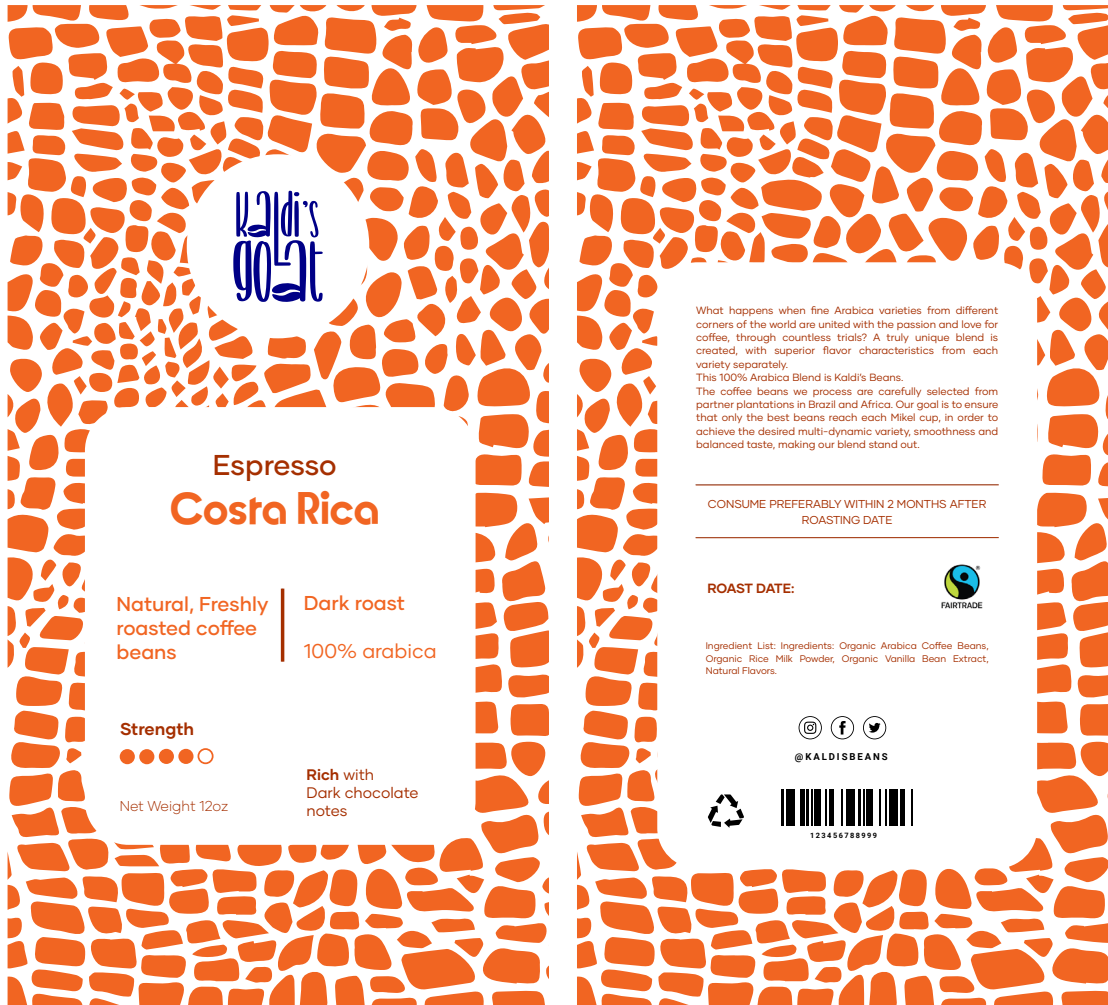 Kaldi's
goat
Espresso
Costa Rica
Natural, Freshly
roasted coffee
beans
Dark roast
100% arabica
Strength
Net Weight 12oz
Rich with
Dark chocolate
notes
What happens when fine Arabica varieties from different
corners of the world are united with the passion and love for
coffee, through countless trials? A truly unique blend is
created, with superior flavor characteristics from each
variety separately.
This 100% Arabica Blend is Kaldi's Beans.
The coffee beans we process are carefully selected from
partner plantations in Brazil and Africa. Our goal is to ensure
that only the best beans reach each Mikel cup, in order to
achieve the desired multi-dynamic variety, smoothness and
balanced taste, making our blend stand out.
CONSUME PREFERABLY WITHIN 2 MONTHS AFTER
ROASTING DATE
ROAST DATE:
®
FAIRTRADE
Ingredient List: Ingredients: Organic Arabica Coffee Beans,
Organic Rice Milk Powder, Organic Vanilla Bean Extract,
Natural Flavors.
@KALDISBEANS
123456788999